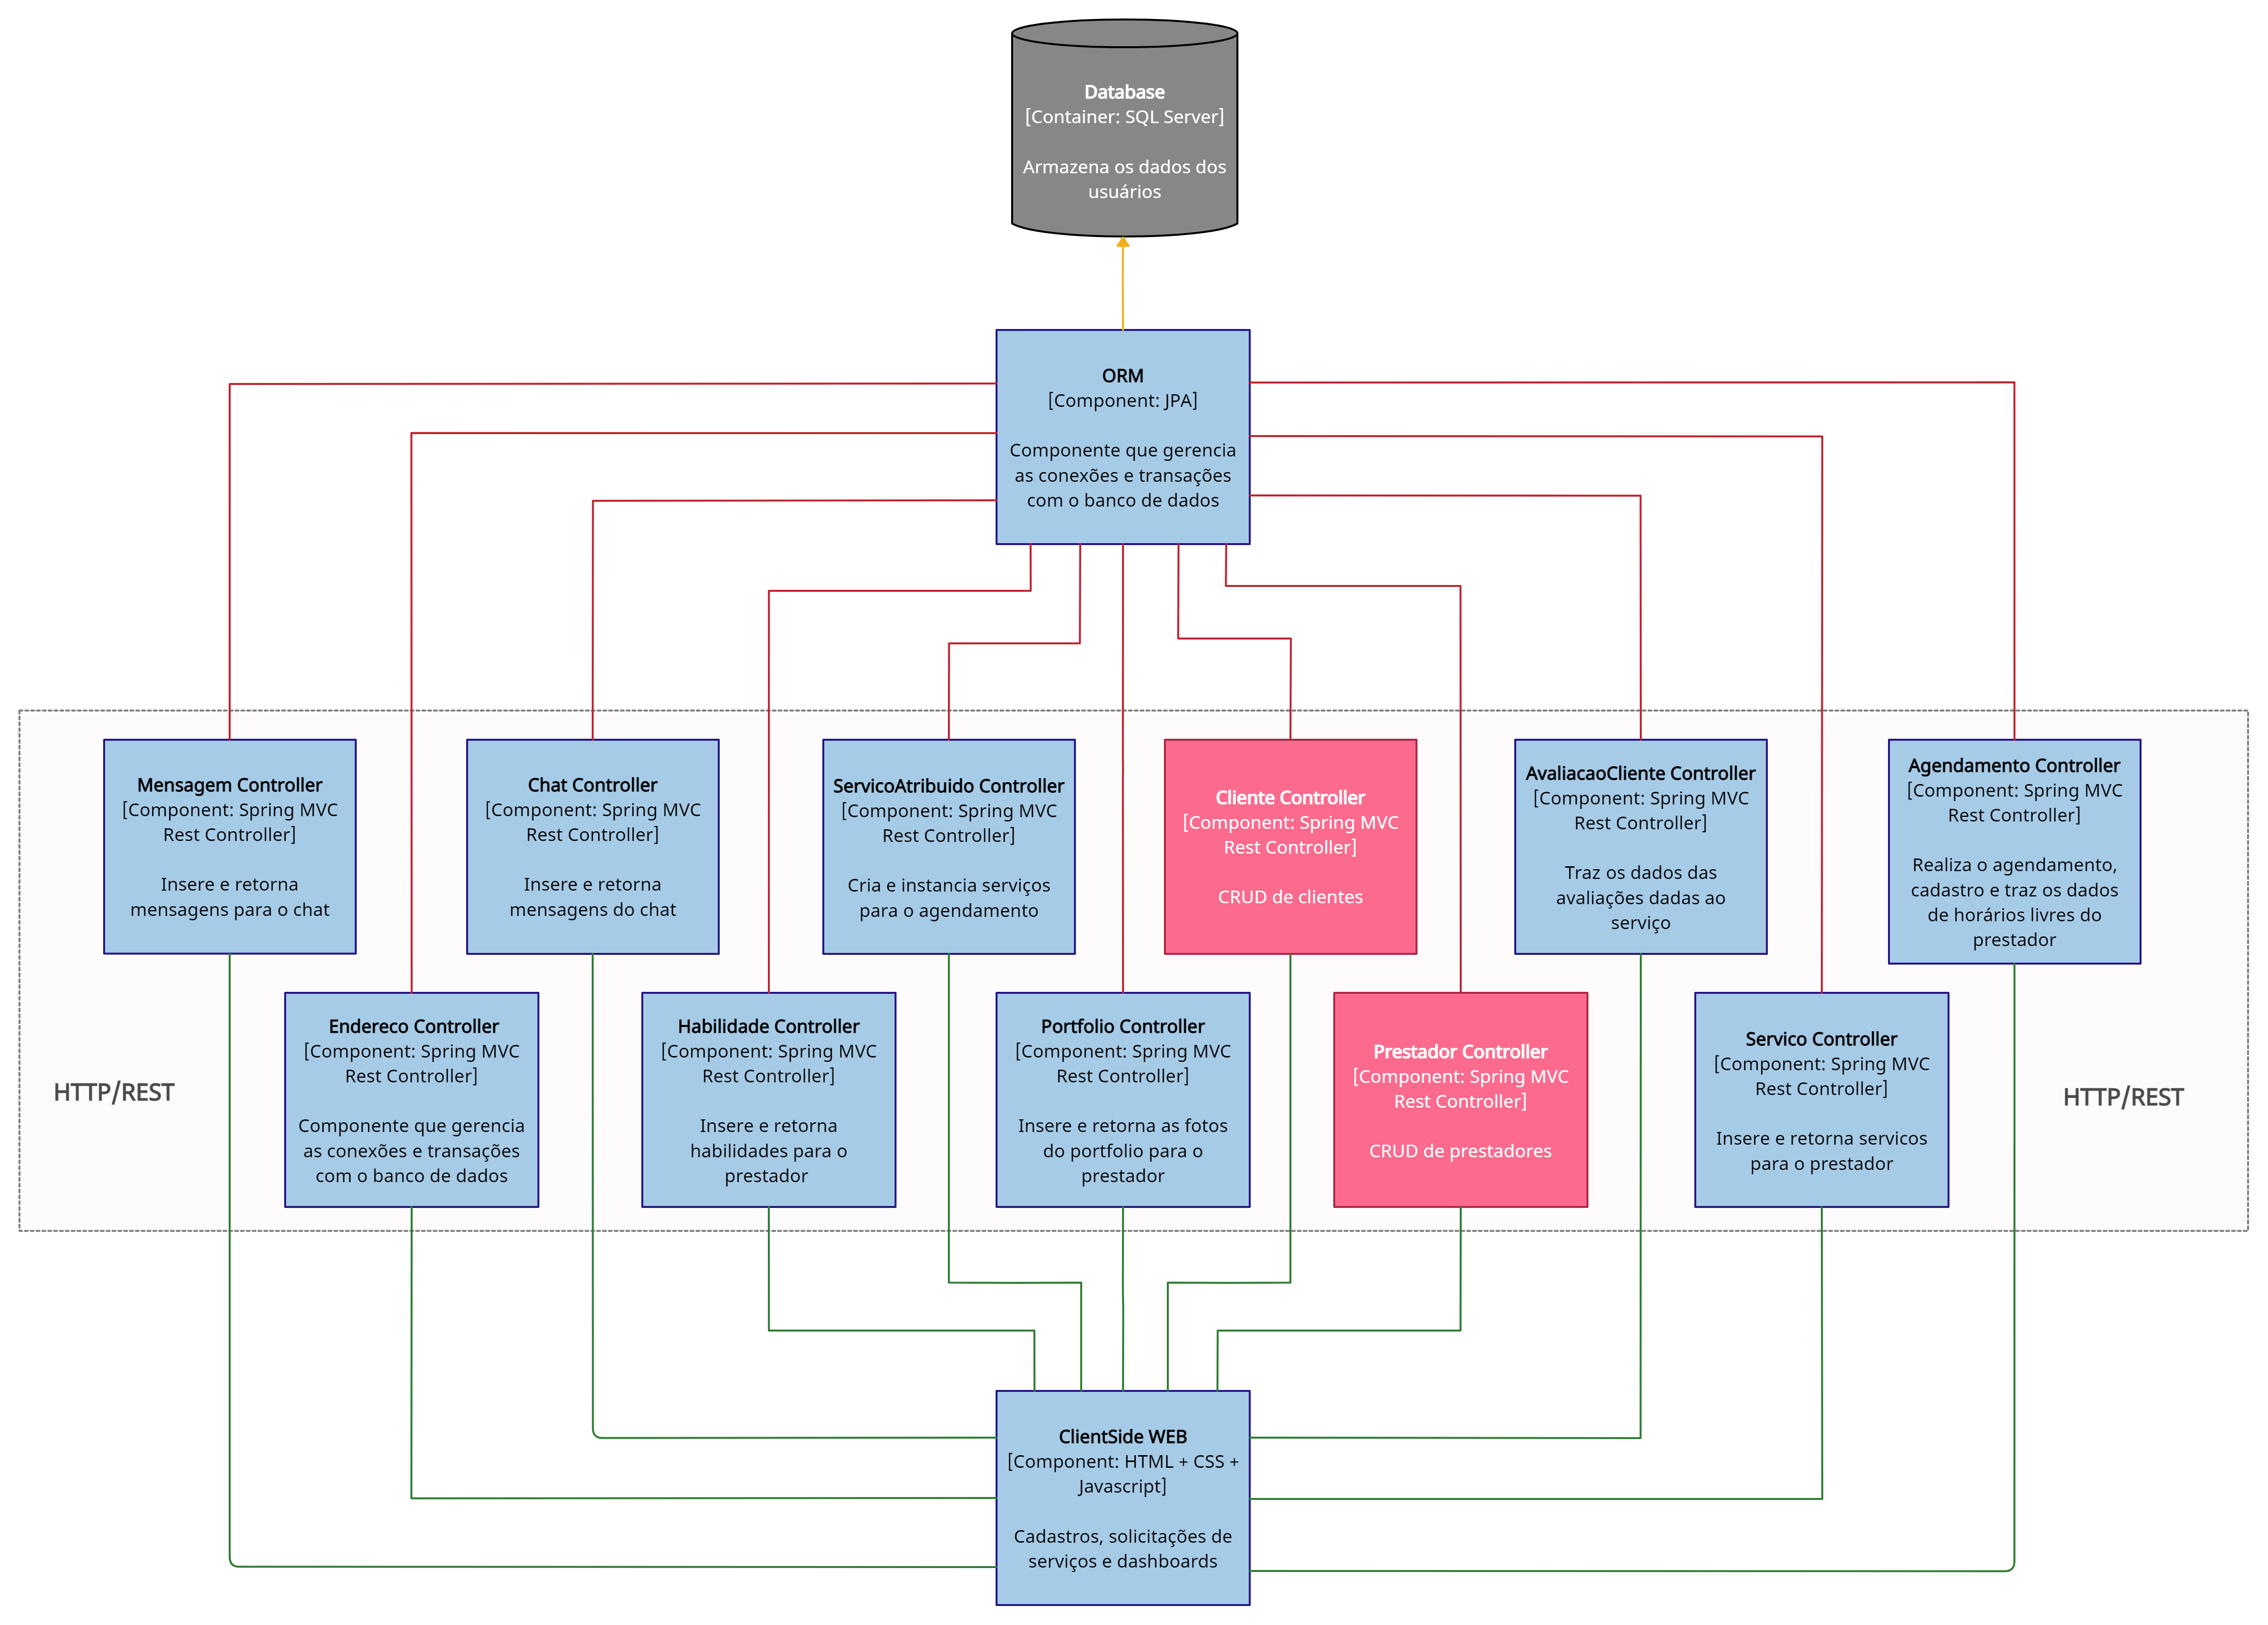 Database
[Container: SQL Server]
Armazena os dados dos
usuários
ORM
[Component: JPA]
Componente que gerencia
as conexões e transações
com o banco de dados
Mensagem Controller
[Component: Spring MVC
Rest Controller]
Insere e retorna
mensagens para o chat
Chat Controller
[Component: Spring MVC
Rest Controller]
Insere e retorna
mensagens do chat
ServicoAtribuido Controller
[Component: Spring MVC
Rest Controller]
Cria e instancia serviços
para o agendamento
Cliente Controller
[Component: Spring MVC
Rest Controller]
CRUD de clientes
AvaliacaoCliente Controller
[Component: Spring MVC
Rest Controller]
Traz os dados das
avaliações dadas ao
serviço
Agendamento Controller
[Component: Spring MVC
Rest Controller]
Realiza o agendamento,
cadastro e traz os dados
de horários livres do
prestador
HTTP/REST
Endereco Controller
[Component: Spring MVC
Rest Controller]
Componente que gerencia
as conexões e transações
com o banco de dados
Habilidade Controller
[Component: Spring MVC
Rest Controller]
Insere e retorna
habilidades para o
prestador
Portfolio Controller
[Component: Spring MVC
Rest Controller]
Insere e retorna as fotos
do portfolio para o
prestador
Prestador Controller
[Component: Spring MVC
Rest Controller]
CRUD de prestadores
Servico Controller
[Component: Spring MVC
Rest Controller]
Insere e retorna servicos
para o prestador
HTTP/REST
ClientSide WEB
[Component: HTML + CSS +
Javascript]
Cadastros, solicitações de
serviços e dashboards